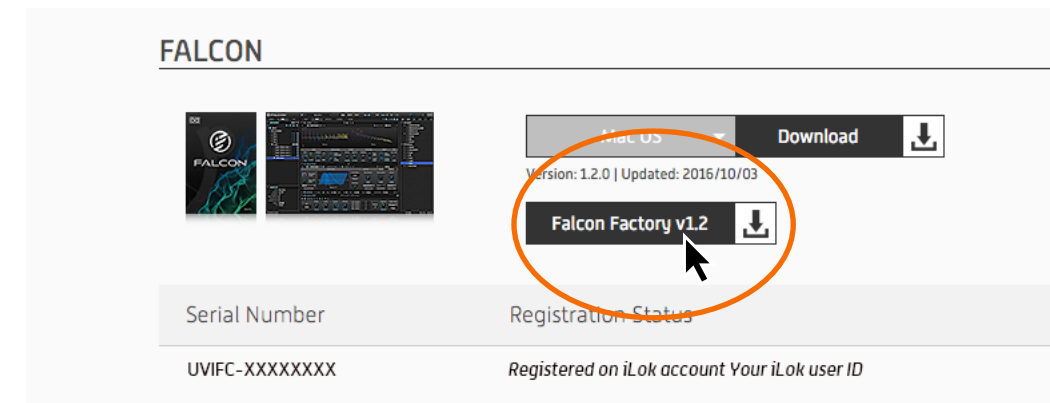 FALCON
FALCON
Mac OS
Download
Version: 1.2.0 | Updated: 2016/10/03
Falcon Factory v1.2
Serial Number
Registration Status
UVIFC-XXXXXXXX
Registered on iLok account Your iLok user ID